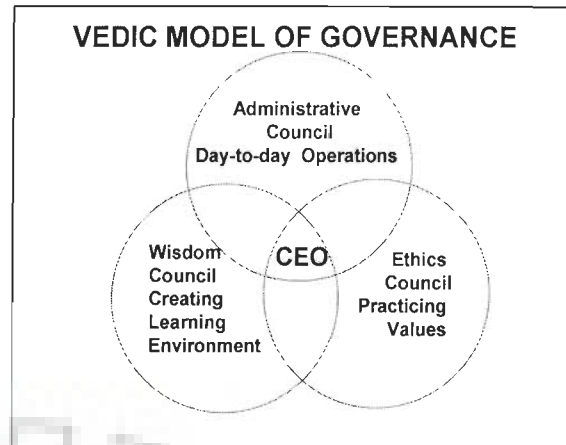 VEDIC MODEL OF GOVERNANCE
Administrative
Council
Day-to-day Operations
CEO
Wisdom
Council
Creating
Learning
Environment
Ethics
Council
Practicing
Values